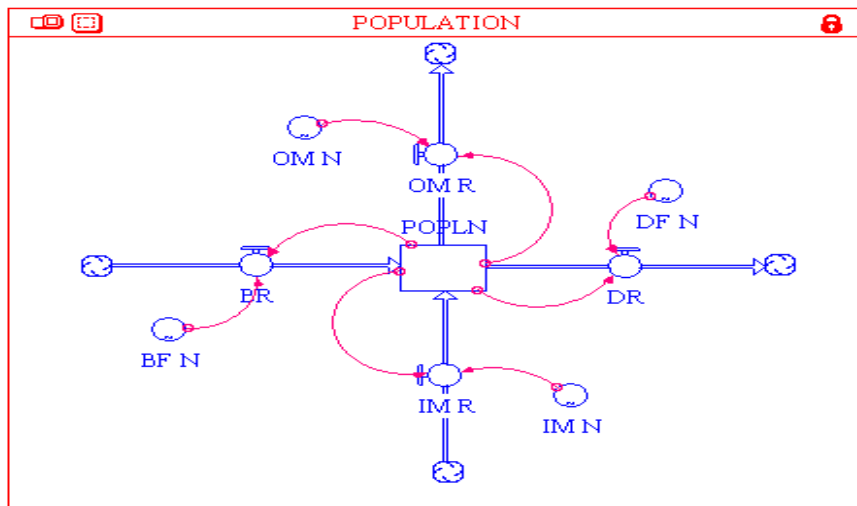 POPULATION
OM N
OM R
DF N
POPLN
BR
DR
BF N
IM R
IM N